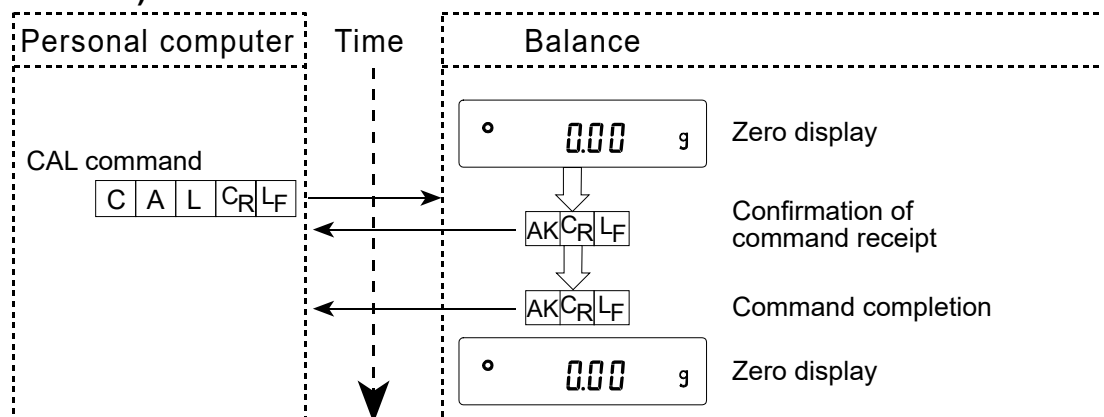 Personal computer Time Balance
0.00 g Zero display
CAL command
C A L CR LF
AK CR LF Confirmation of
command receipt
AK CR LF Command completion
0.00 g Zero display